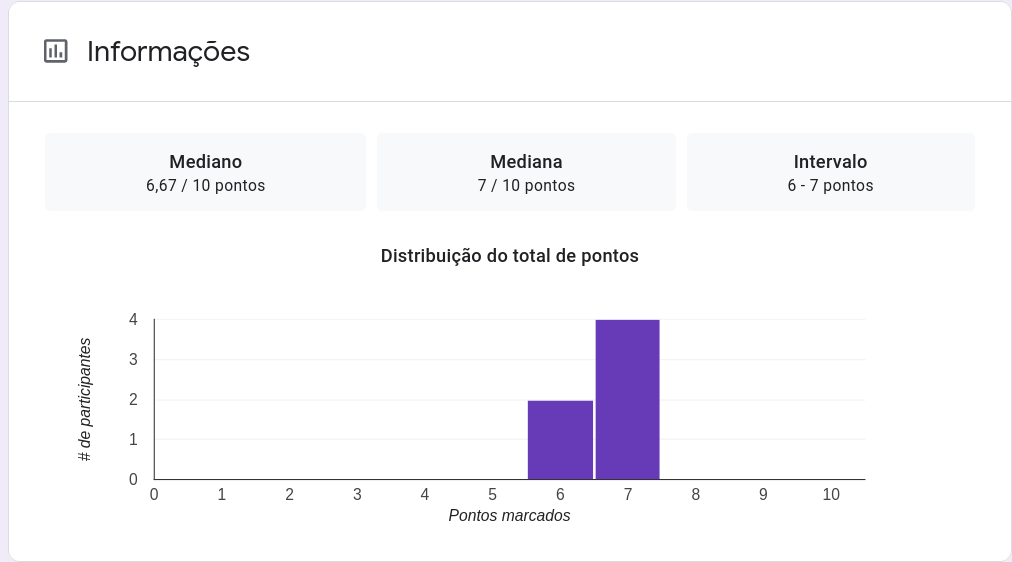 Informações
Mediano
6,67 / 10 pontos
Mediana
7 / 10 pontos
Intervalo
6 - 7 pontos
Distribuição do total de pontos
# de participantes
4
3
2
1
0
0 1 2 3 4 5 6 7 8 9 10
Pontos marcados